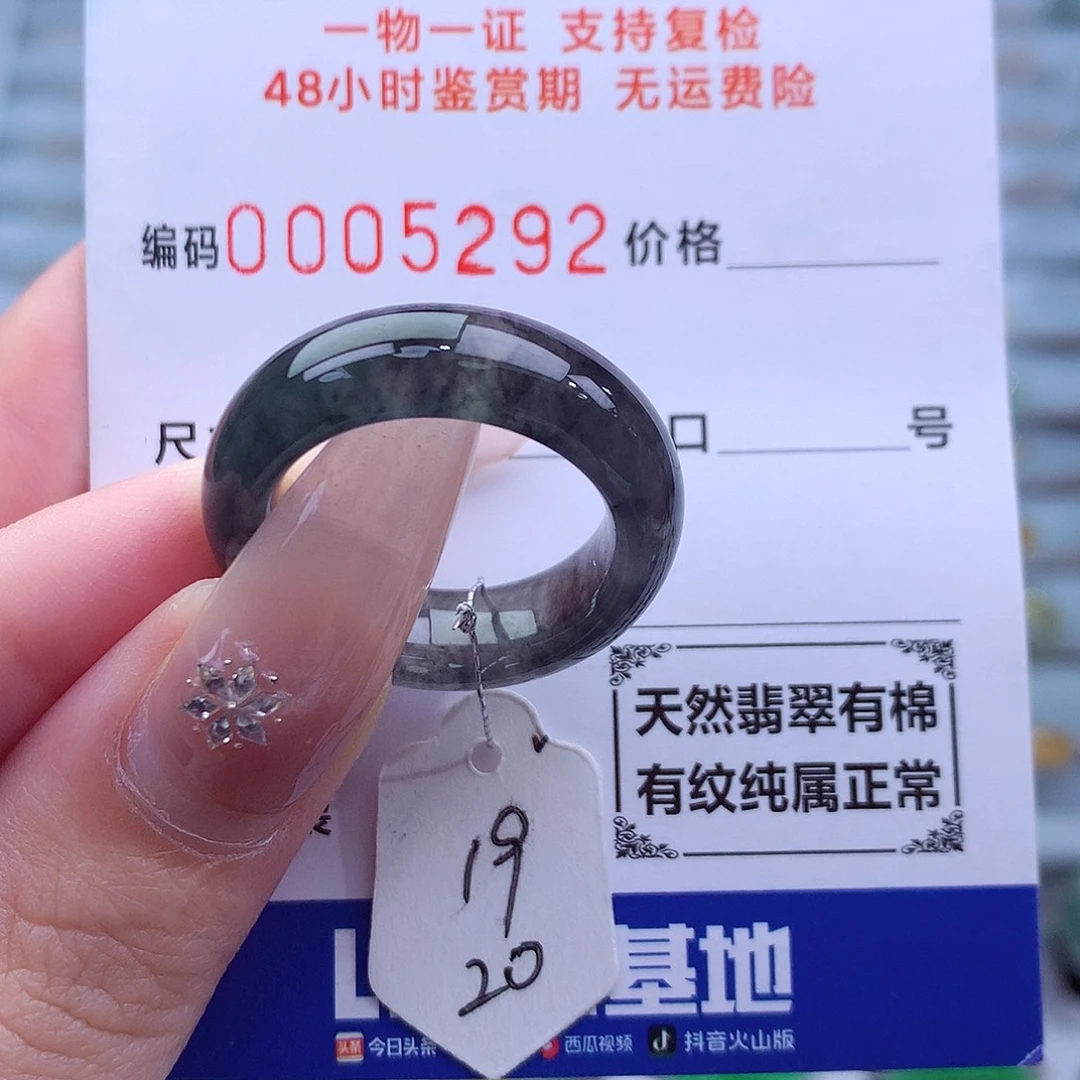 一物一证 支持复检
48小时鉴赏期 无运费险
编码0005292 价格
尺 口 号
天然翡翠有棉
有纹纯属正常
19
20
基地
头条 今日头条 西瓜视频 抖音火山版